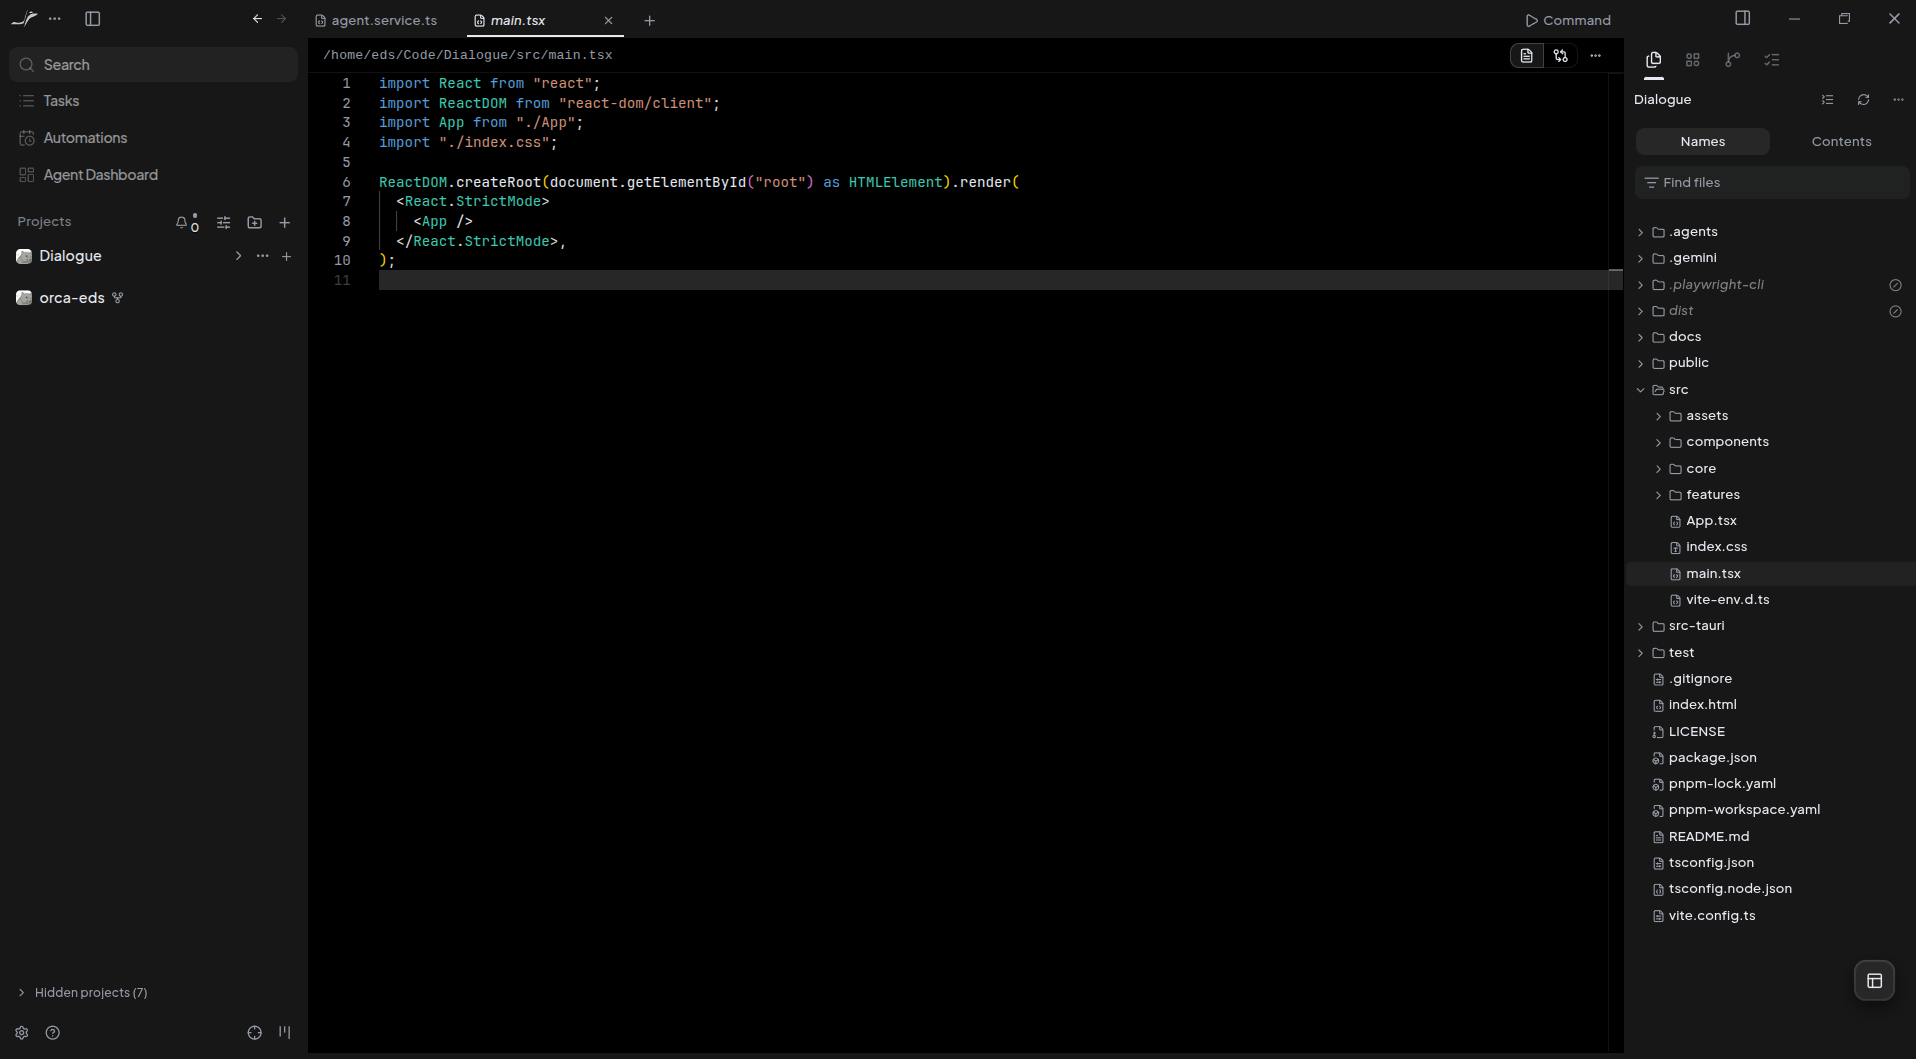 agent.service.ts
main.tsx
Command
Search
Tasks
Automations
Agent Dashboard
Projects
0
Dialogue
orca-eds
Hidden projects (7)
/home/eds/Code/Dialogue/src/main.tsx
1 import React from "react";
2 import ReactDOM from "react-dom/client";
3 import App from "./App";
4 import "./index.css";
5
6 ReactDOM.createRoot(document.getElementById("root") as HTMLElement).render(
7   <React.StrictMode>
8     <App />
9   </React.StrictMode>,
10 );
11
Dialogue
Names
Contents
Find files
.agents
.gemini
.playwright-cli
dist
docs
public
src
assets
components
core
features
App.tsx
index.css
main.tsx
vite-env.d.ts
src-tauri
test
.gitignore
index.html
LICENSE
package.json
pnpm-lock.yaml
pnpm-workspace.yaml
README.md
tsconfig.json
tsconfig.node.json
vite.config.ts